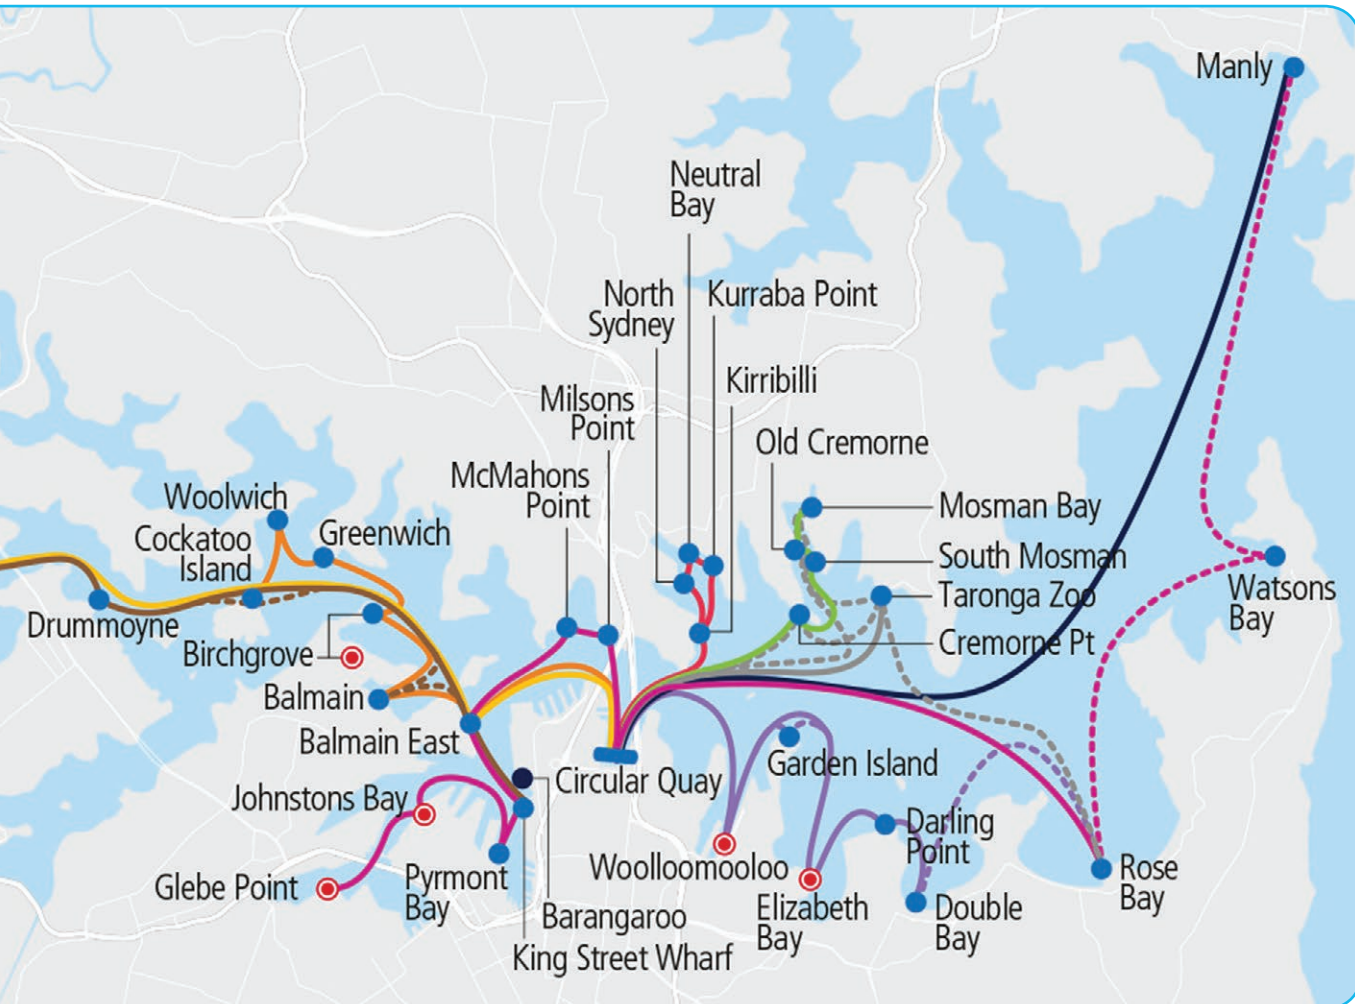 Manly
Neutral
Bay
North
Sydney
Kurraba Point
Kirribilli
Milsons
Point
Old Cremorne
McMahons
Point
Woolwich
Cockatoo
Island
Greenwich
Mosman Bay
South Mosman
Taronga Zoo
Cremorne Pt
Watsons
Bay
Drummoyne
Birchgrove
Balmain
Balmain East
Circular Quay
Garden Island
Johnstons Bay
Darling
Point
Woolloomooloo
Rose
Bay
Glebe Point
Pyrmont
Bay
Elizabeth
Bay
Double
Bay
Barangaroo
King Street Wharf